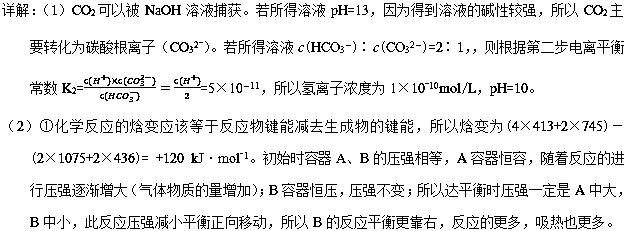 详解：（1）CO₂可以被 NaOH 溶液捕获。若所得溶液 pH=13，因为得到溶液的碱性较强，所以 CO₂主
要转化为碳酸根离子（CO₃²⁻）。若所得溶液 c(HCO₃⁻)∶c(CO₃²⁻)=2∶1，，则根据第二步电离平衡
常数 K₂=c(H⁺)×c(CO₃²⁻)/c(HCO₃⁻)=c(H⁺)/2=5×10⁻¹¹，所以氢离子浓度为 1×10⁻¹⁰mol/L，pH=10。
（2）①化学反应的焓变应该等于反应物键能减去生成物的键能，所以焓变为(4×413+2×745)－
(2×1075+2×436)= +120 kJ·mol⁻¹。初始时容器 A、B 的压强相等，A 容器恒容，随着反应的进
行压强逐渐增大（气体物质的量增加）；B 容器恒压，压强不变；所以达平衡时压强一定是 A 中大，
B 中小，此反应压强减小平衡正向移动，所以 B 的反应平衡更靠右，反应的更多，吸热也更多。